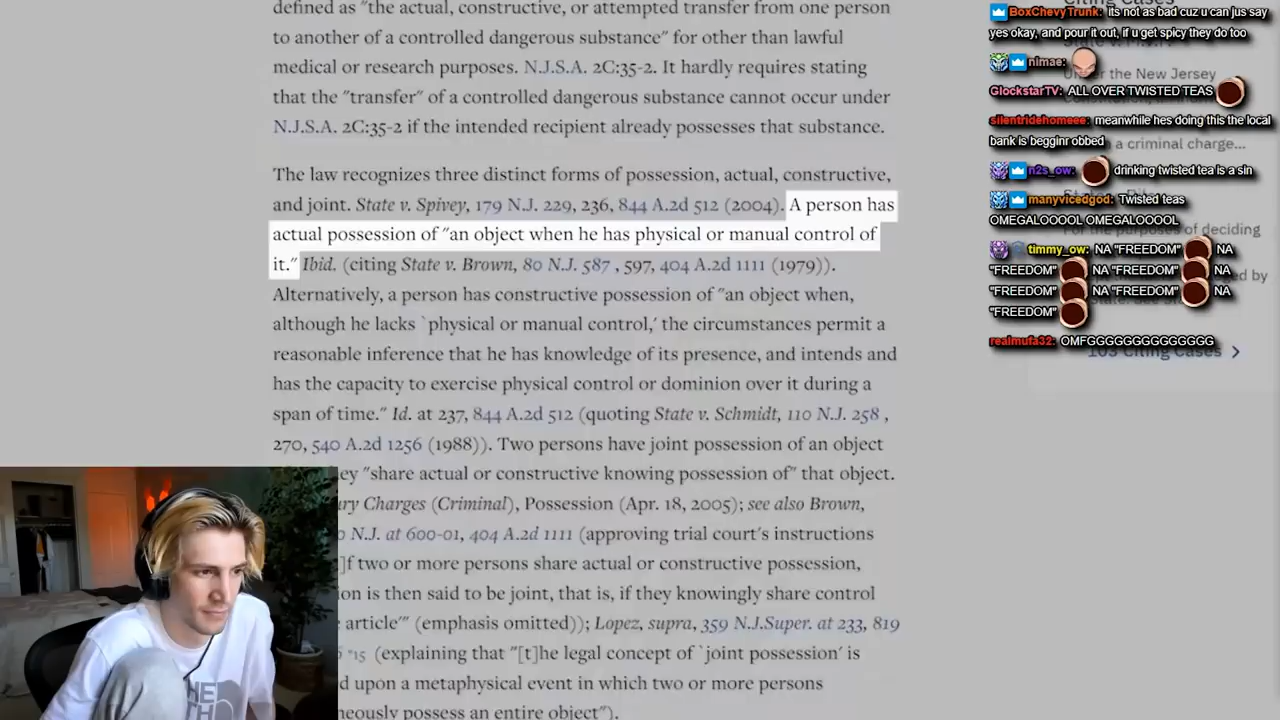 defined as "the actual, constructive, or attempted transfer from one person
to another of a controlled dangerous substance" for other than lawful
medical or research purposes. N.J.S.A. 2C:35-2. It hardly requires stating
that the "transfer" of a controlled dangerous substance cannot occur under
N.J.S.A. 2C:35-2 if the intended recipient already possesses that substance.
The law recognizes three distinct forms of possession, actual, constructive,
and joint. State v. Spivey, 179 N.J. 229, 236, 844 A.2d 512 (2004). A person has
actual possession of "an object when he has physical or manual control of
it." Ibid. (citing State v. Brown, 80 N.J. 587 , 597, 404 A.2d 1111 (1979)).
Alternatively, a person has constructive possession of "an object when,
although he lacks `physical or manual control,' the circumstances permit a
reasonable inference that he has knowledge of its presence, and intends and
has the capacity to exercise physical control or dominion over it during a
span of time." Id. at 237, 844 A.2d 512 (quoting State v. Schmidt, 110 N.J. 258 ,
270, 540 A.2d 1256 (1988)). Two persons have joint possession of an object
ey "share actual or constructive knowing possession of" that object.
ury Charges (Criminal), Possession (Apr. 18, 2005); see also Brown,
N.J. at 600-01, 404 A.2d 1111 (approving trial court's instructions
]f two or more persons share actual or constructive possession,
on is then said to be joint, that is, if they knowingly share control
article'" (emphasis omitted)); Lopez, supra, 359 N.J.Super. at 233, 819
*15 (explaining that "[t]he legal concept of `joint possession' is
d upon a metaphysical event in which two or more persons
neously possess an entire object").
BoxChevyTrunk: its not as bad cuz u can jus say
yes okay, and pour it out, if u get spicy they do too
nimae:
GlockstarTV: ALL OVER TWISTED TEAS
silentridehomeee: meanwhile hes doing this the local
bank is begginr obbed
n2s_ow: drinking twisted tea is a sin
manyvicedgod: Twisted teas
OMEGALOOOOL OMEGALOOOOL
timmy_ow: NA "FREEDOM" NA
"FREEDOM" NA "FREEDOM" NA
"FREEDOM" NA "FREEDOM" NA
"FREEDOM"
realmufa32: OMFGGGGGGGGGGGGGG
Citing Cases
Under the New Jersey
a criminal charge...
For the purposes of deciding
103 Citing Cases